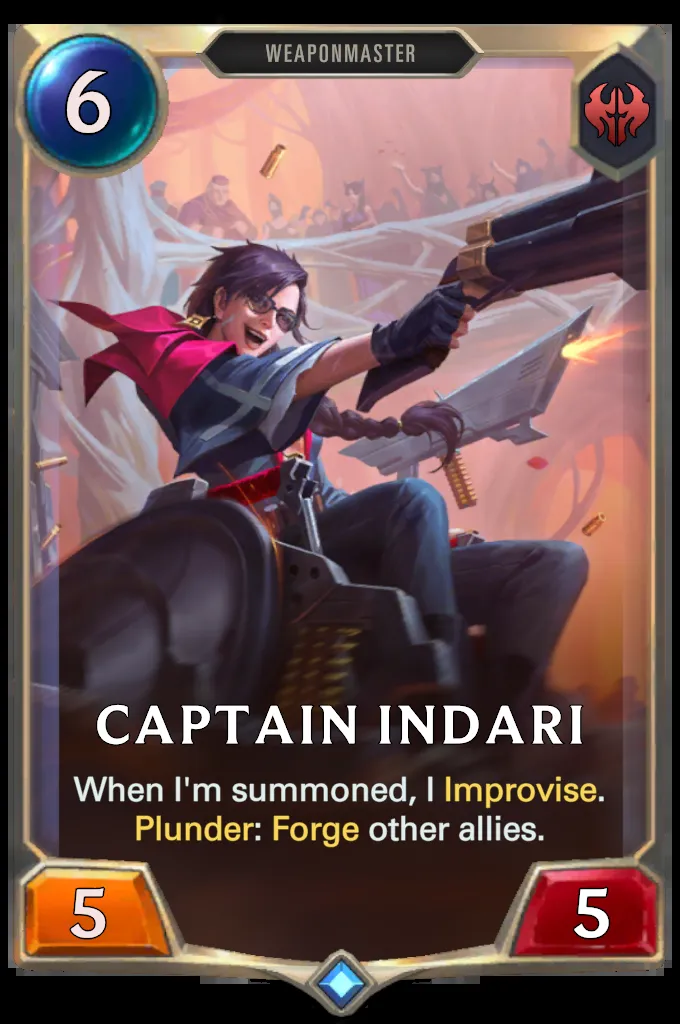 WEAPONMASTER
6
CAPTAIN INDARI
When I'm summoned, I Improvise.
Plunder: Forge other allies.
5 5